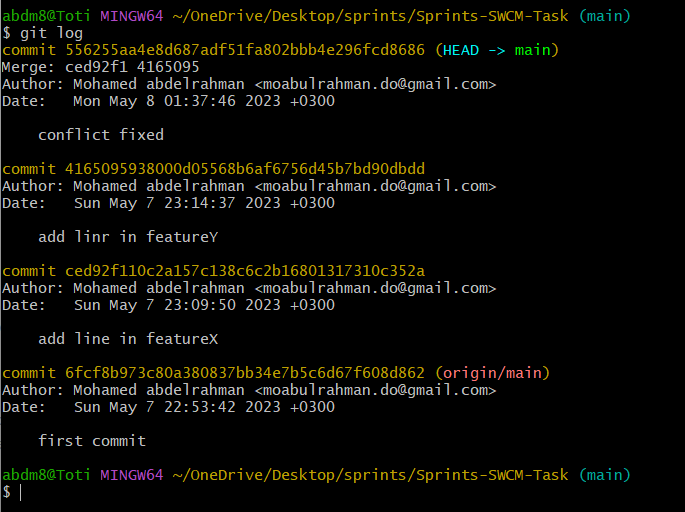 abdm8@Toti MINGW64 ~/OneDrive/Desktop/sprints/Sprints-SWCM-Task (main)
$ git log
commit 556255aa4e8d687adf51fa802bbb4e296fcd8686 (HEAD -> main)
Merge: ced92f1 4165095
Author: Mohamed abdelrahman <moabulrahman.do@gmail.com>
Date:   Mon May 8 01:37:46 2023 +0300
    conflict fixed
commit 4165095938000d05568b6af6756d45b7bd90dbdd
Author: Mohamed abdelrahman <moabulrahman.do@gmail.com>
Date:   Sun May 7 23:14:37 2023 +0300
    add linr in featureY
commit ced92f110c2a157c138c6c2b16801317310c352a
Author: Mohamed abdelrahman <moabulrahman.do@gmail.com>
Date:   Sun May 7 23:09:50 2023 +0300
    add line in featureX
commit 6fcf8b973c80a380837bb34e7b5c6d67f608d862 (origin/main)
Author: Mohamed abdelrahman <moabulrahman.do@gmail.com>
Date:   Sun May 7 22:53:42 2023 +0300
    first commit
abdm8@Toti MINGW64 ~/OneDrive/Desktop/sprints/Sprints-SWCM-Task (main)
$